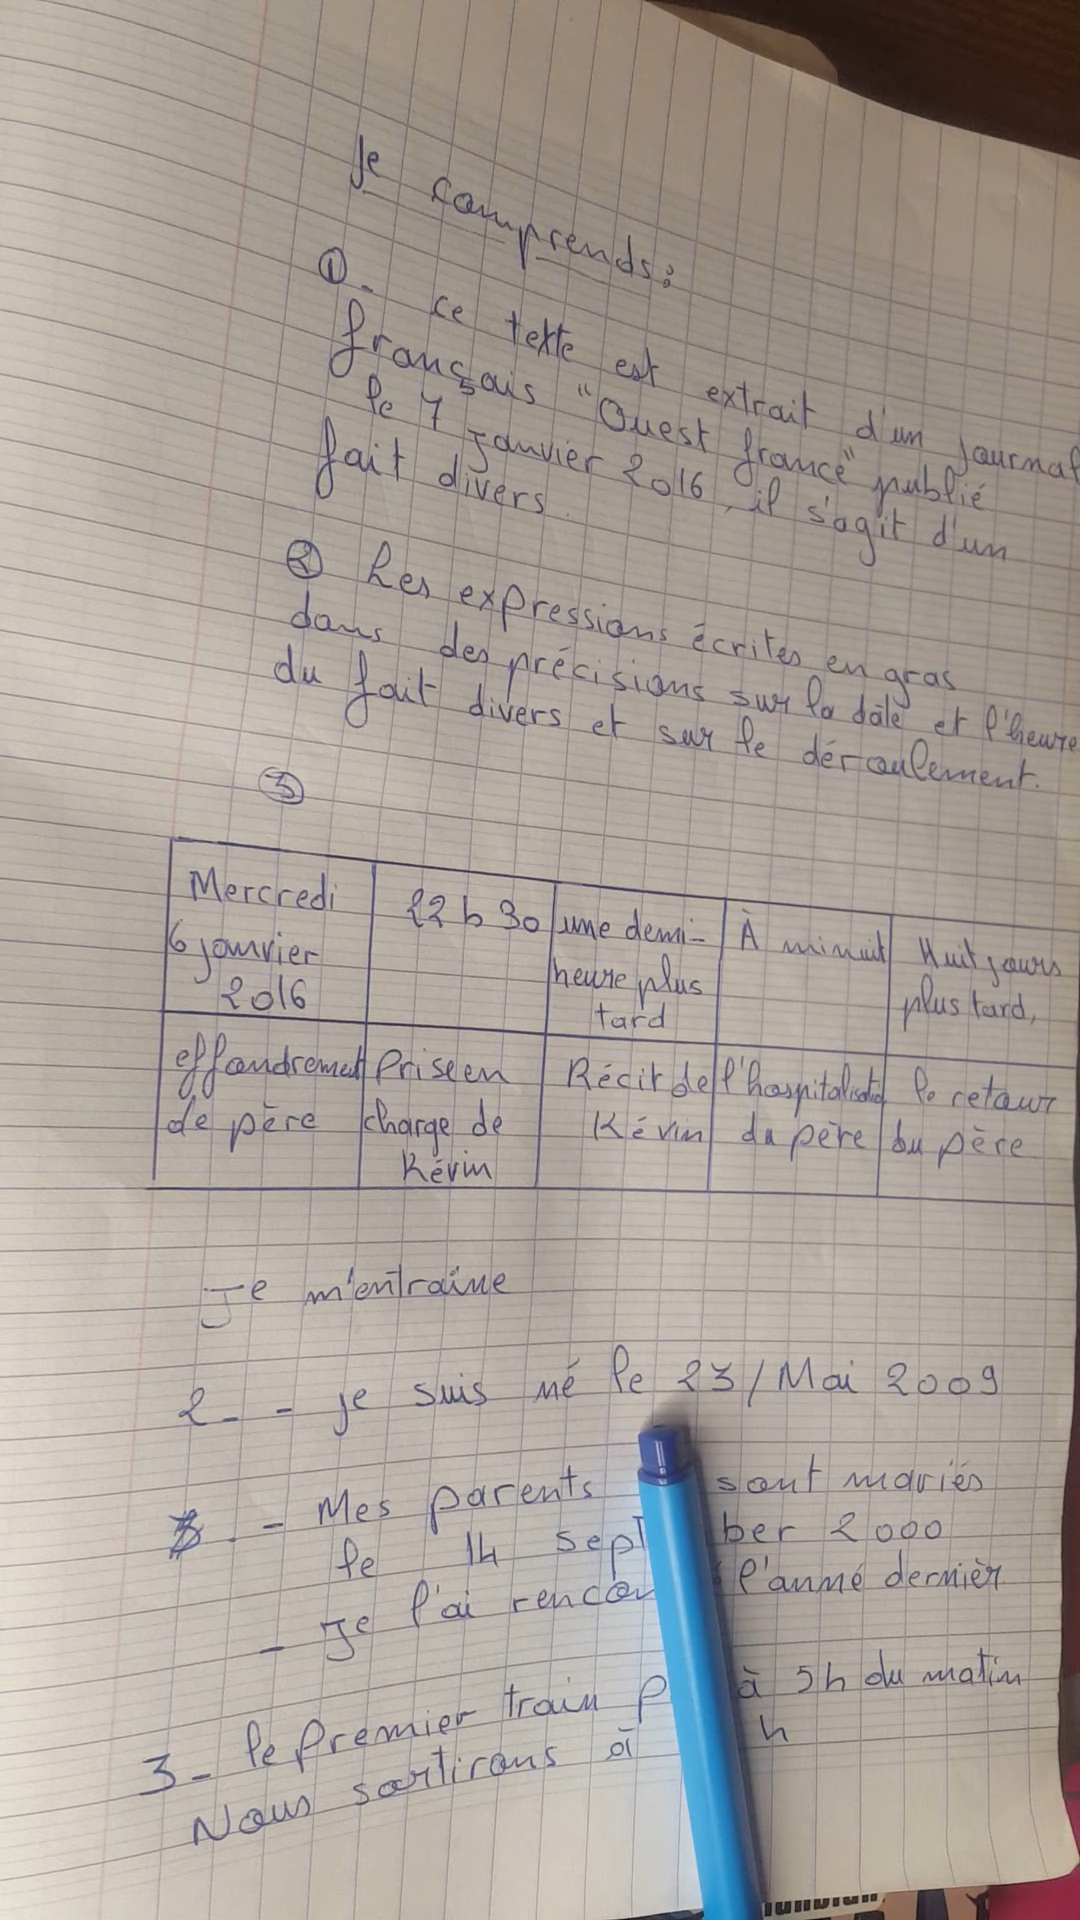 Je comprends:
①- Ce texte est extrait d'un journal
français "Ouest france" publié
le 7 janvier 2016, il s'agit d'un
fait divers.
② Les expressions écrites en gras
dans des précisions sur la date et l'heure
du fait divers et sur le déroulement.
③
Mercredi 6 janvier 2016 | 22 h 30 | une demi-heure plus tard | À minuit | Huit jours plus tard,
effondrement de père | Prise en charge de Kévin | Récit de Kévin | l'hospitalisation du père | le retour du père
Je m'entraine
2- - je suis né le 23/Mai 2009
- Mes parents sont mariés
le 14 sept ber 2000
- Je l'ai l'anné dernièr
3- le Premier train à 5h du matin
Nous sortirons à h